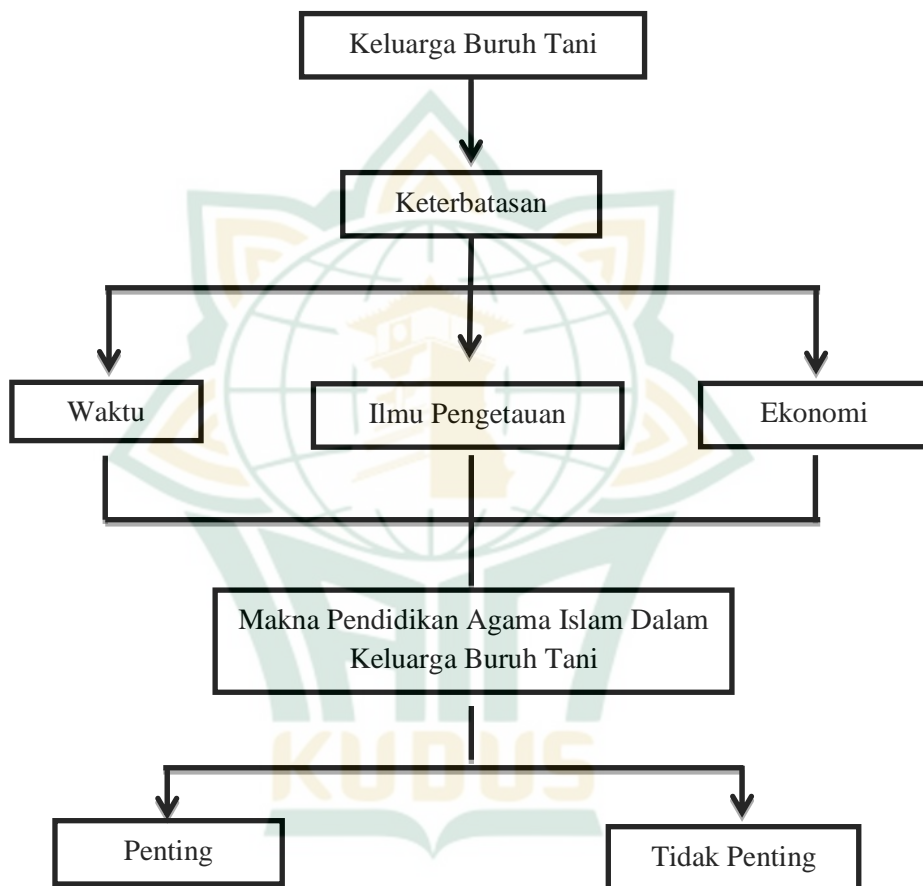 Keluarga Buruh Tani
Keterbatasan
Waktu
Ilmu Pengetauan
Ekonomi
Makna Pendidikan Agama Islam Dalam
Keluarga Buruh Tani
KUDUS
Penting
Tidak Penting